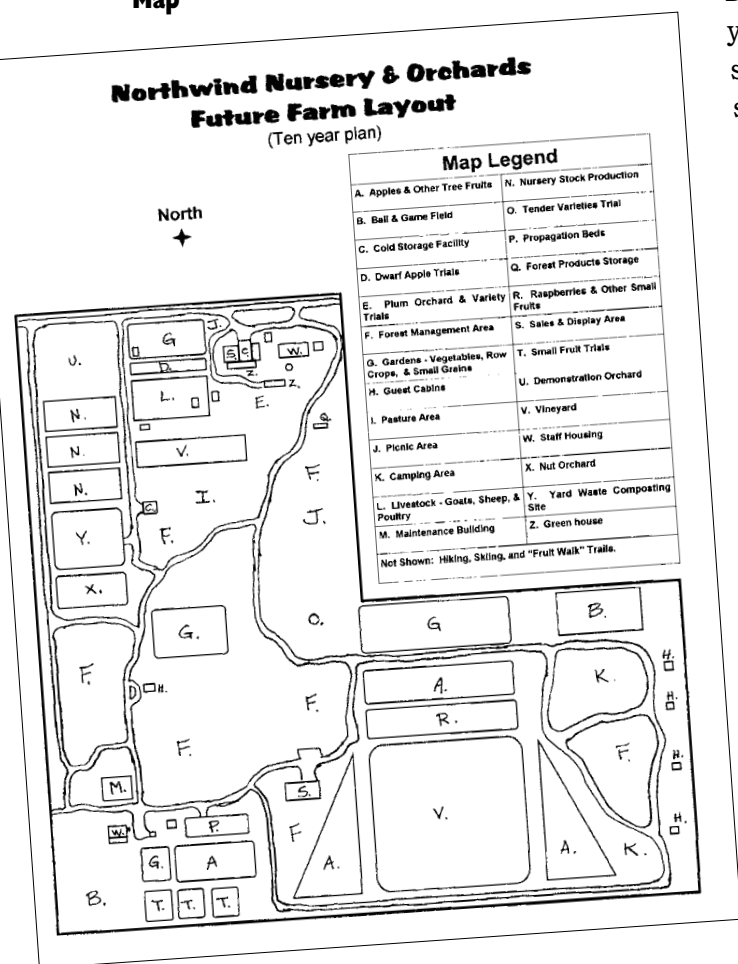 Map
Northwind Nursery & Orchards
Future Farm Layout
(Ten year plan)
Map Legend
A. Apples & Other Tree Fruits
N. Nursery Stock Production
B. Ball & Game Field
O. Tender Varieties Trial
C. Cold Storage Facility
P. Propagation Beds
D. Dwarf Apple Trials
Q. Forest Products Storage
E. Plum Orchard & Variety
Trials
R. Raspberries & Other Small
Fruits
F. Forest Management Area
S. Sales & Display Area
G. Gardens - Vegetables, Row
Crops, & Small Grains
T. Small Fruit Trials
H. Guest Cabins
U. Demonstration Orchard
I. Pasture Area
V. Vineyard
J. Picnic Area
W. Staff Housing
K. Camping Area
X. Nut Orchard
L. Livestock - Goats, Sheep, &
Poultry
Y. Yard Waste Composting
Site
M. Maintenance Building
Z. Green house
Not Shown: Hiking, Skiing, and "Fruit Walk" Trails.
North
J.
G
U.
S. C.
W.
D.
Z.
Z.
L.
E.
N.
Q.
V.
N.
F.
N.
I.
C.
J.
Y.
F.
X.
O.
G
B.
G.
H.
F.
A.
K.
H.
H.
F.
R.
F.
F.
H.
M.
S.
V.
H.
W.
P.
F
G.
A
A.
A.
K.
B.
T. T. T.